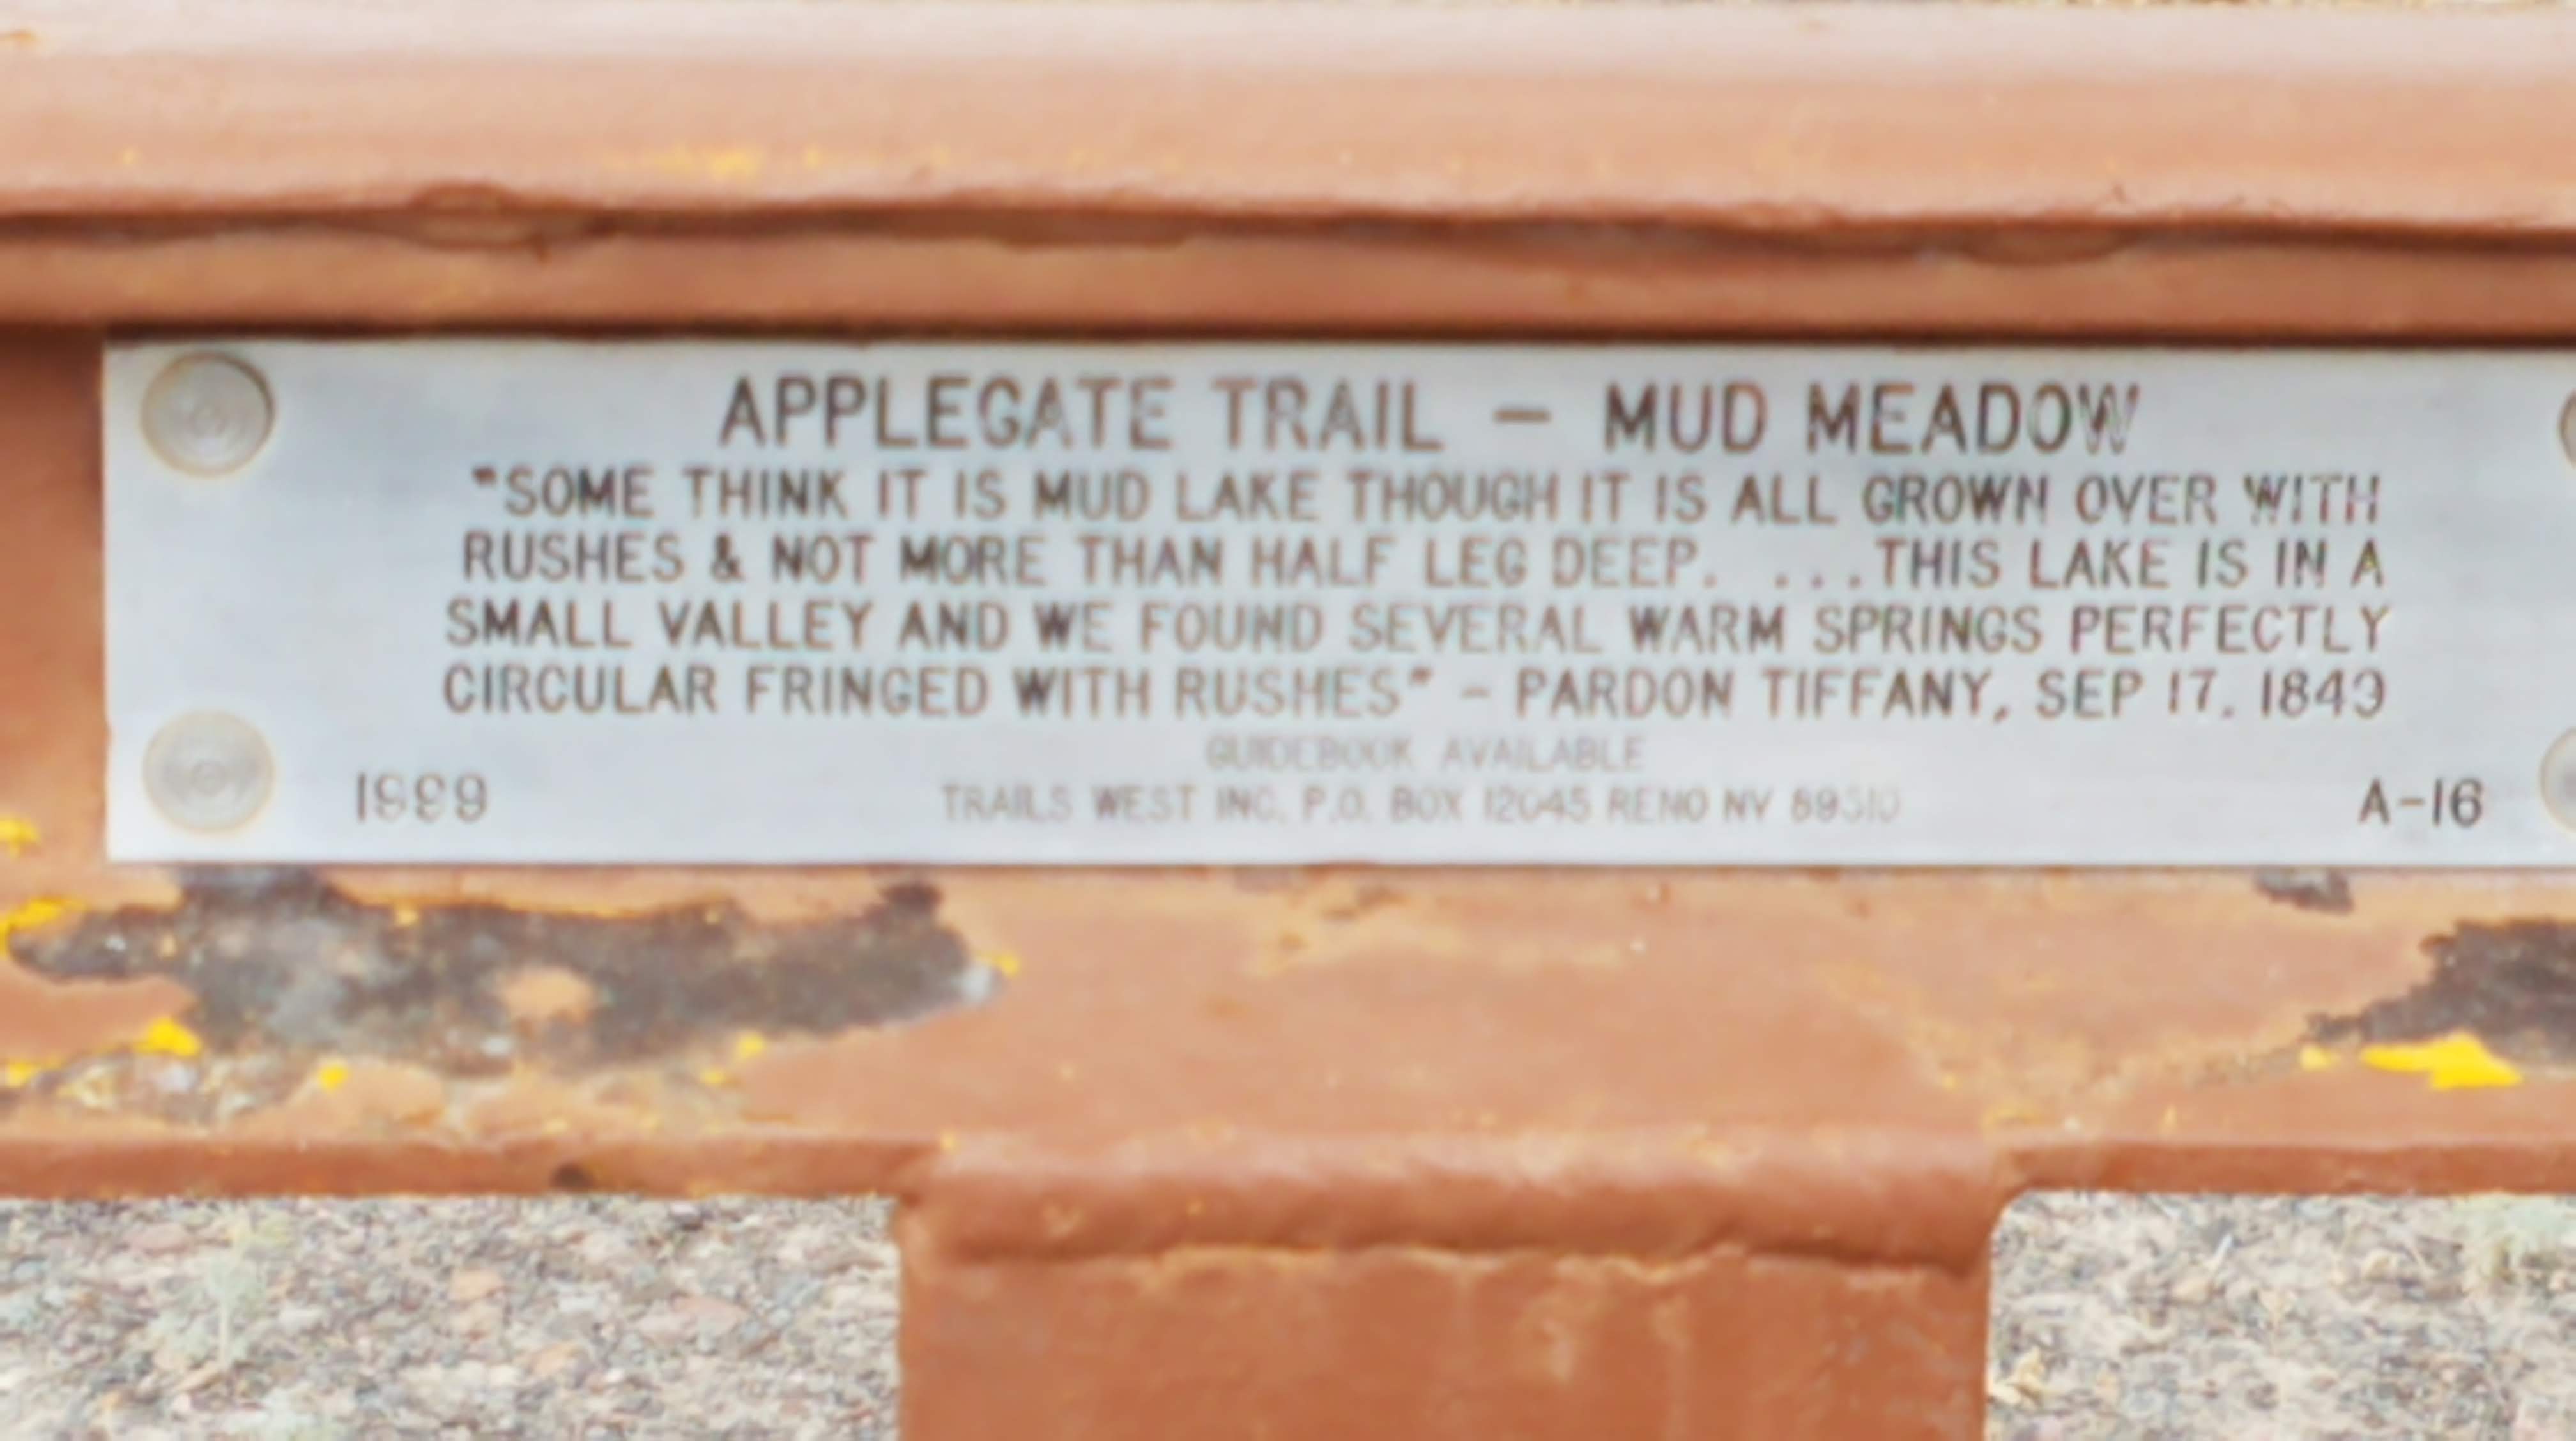 APPLEGATE TRAIL – MUD MEADOW
"SOME THINK IT IS MUD LAKE THOUGH IT IS ALL GROWN OVER WITH
RUSHES & NOT MORE THAN HALF LEG DEEP. ...THIS LAKE IS IN A
SMALL VALLEY AND WE FOUND SEVERAL WARM SPRINGS PERFECTLY
CIRCULAR FRINGED WITH RUSHES" – PARDON TIFFANY, SEP 17, 1849
GUIDEBOOK AVAILABLE
1999 TRAILS WEST INC. P.O. BOX 12045 RENO NV 89510 A-16